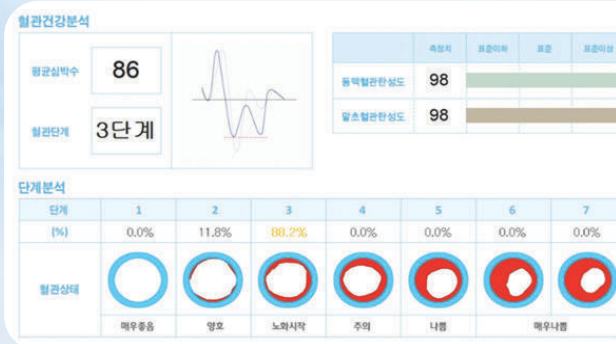 혈관건강분석
평균심박수 86
혈관단계 3단계
측정치 표준이하 표준 표준이상
동맥혈관탄성도 98
말초혈관탄성도 98
단계분석
단계 1 2 3 4 5 6 7
(%) 0.0% 11.8% 88.2% 0.0% 0.0% 0.0% 0.0%
혈관상태
매우좋음 양호 노화시작 주의 나쁨 매우나쁨